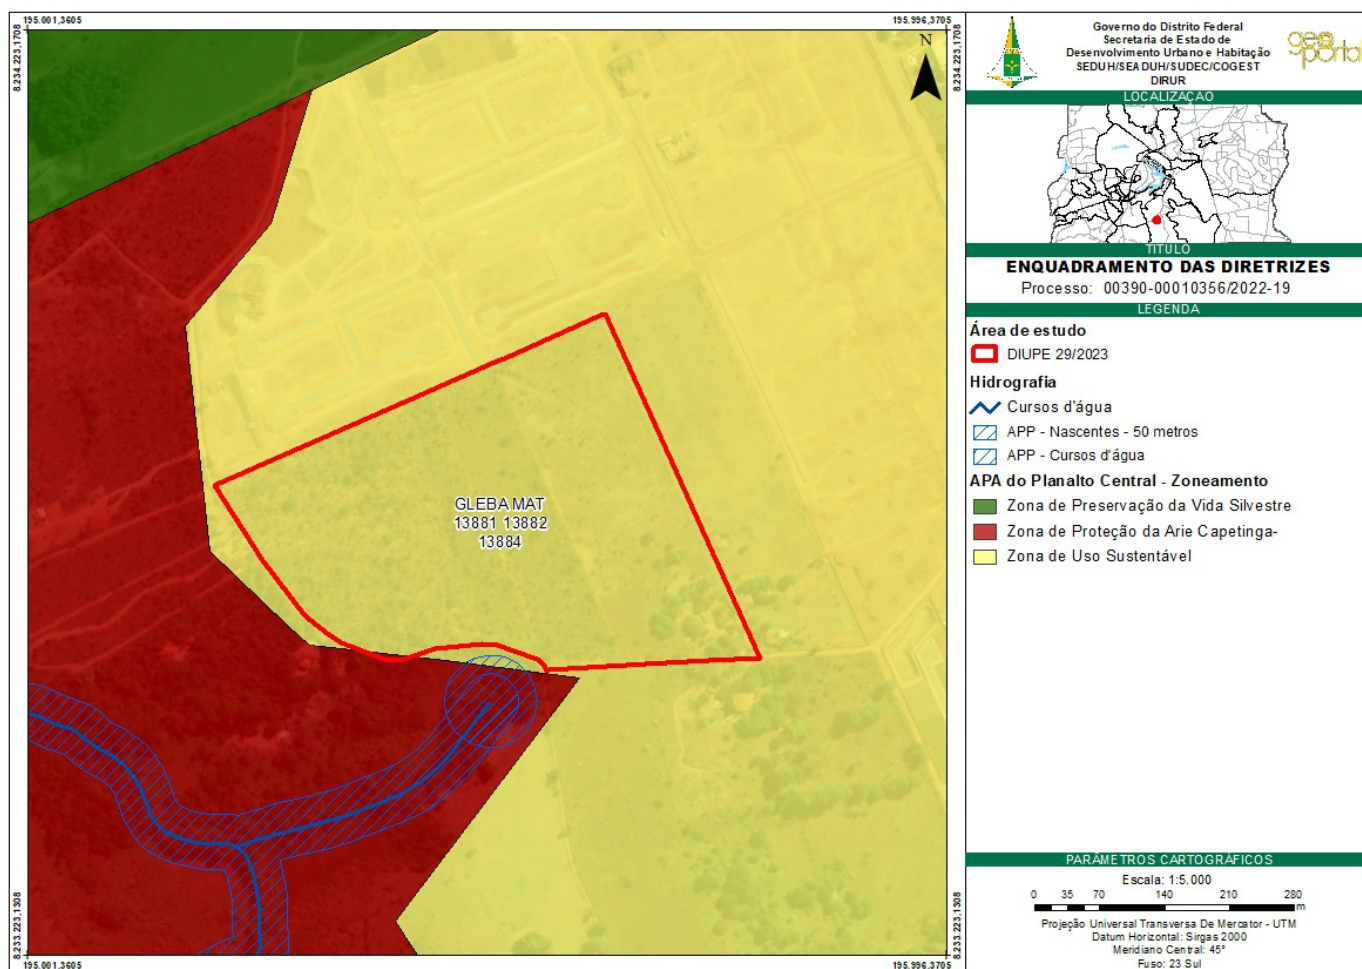 195.001,3605
195.996,3705
8.234.223,1708
8.234.223,1708
N
GLEBA MAT
13881 13882
13884
8.233.223,1308
8.233.223,1308
195.001,3605
195.996,3705
Governo do Distrito Federal
Secretaria de Estado de
Desenvolvimento Urbano e Habitação
SEDUH/SEADUH/SUDEC/COGEST
DIRUR
geoportal
LOCALIZAÇAO
TITULO
ENQUADRAMENTO DAS DIRETRIZES
Processo: 00390-00010356/2022-19
LEGENDA
Área de estudo
DIUPE 29/2023
Hidrografia
Cursos d'água
APP - Nascentes - 50 metros
APP - Cursos d'água
APA do Planalto Central - Zoneamento
Zona de Preservação da Vida Silvestre
Zona de Proteção da Arie Capetinga-
Zona de Uso Sustentável
PARÂMETROS CARTOGRÁFICOS
Escala: 1:5.000
0 35 70 140 210 280
m
Projeção Universal Transversa De Mercator - UTM
Datum Horizontal: Sirgas 2000
Meridiano Central: 45°
Fuso: 23 Sul